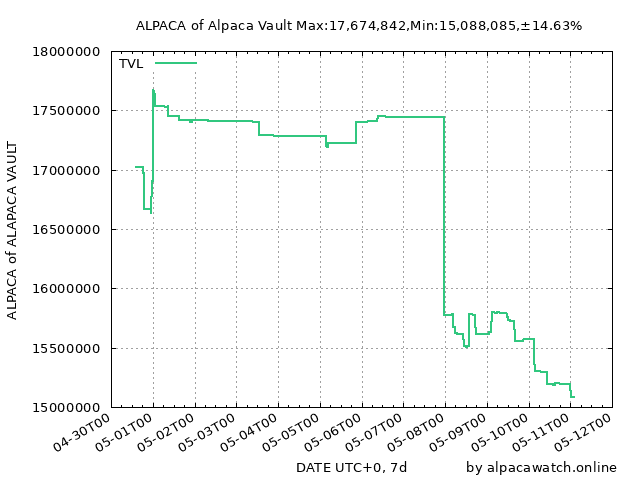 ALPACA of Alpaca Vault Max:17,674,842,Min:15,088,085,±14.63%
TVL
18000000
17500000
17000000
16500000
16000000
15500000
15000000
ALPACA of ALAPACA VAULT
04-30T00
05-01T00
05-02T00
05-03T00
05-04T00
05-05T00
05-06T00
05-07T00
05-08T00
05-09T00
05-10T00
05-11T00
05-12T00
DATE UTC+0, 7d
by alpacawatch.online